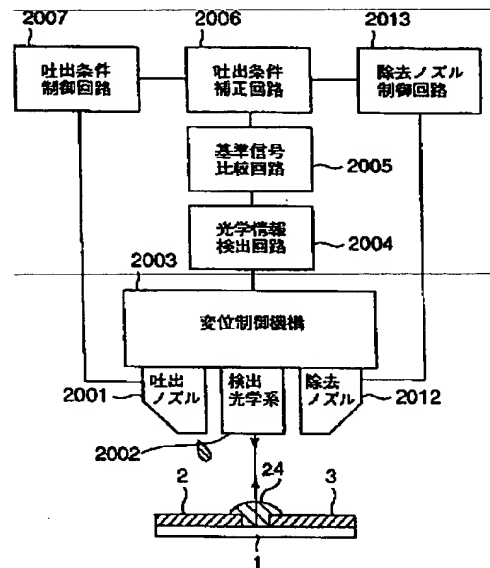 2007
2006
2013
吐出条件
制御回路
吐出条件
補正回路
除去ノズル
制御回路
基準信号
比較回路
2005
光学情報
検出回路
2004
2003
変位制御機構
2001
吐出
ノズル
検出
光学系
除去
ノズル
2012
2002
2
24
3
1